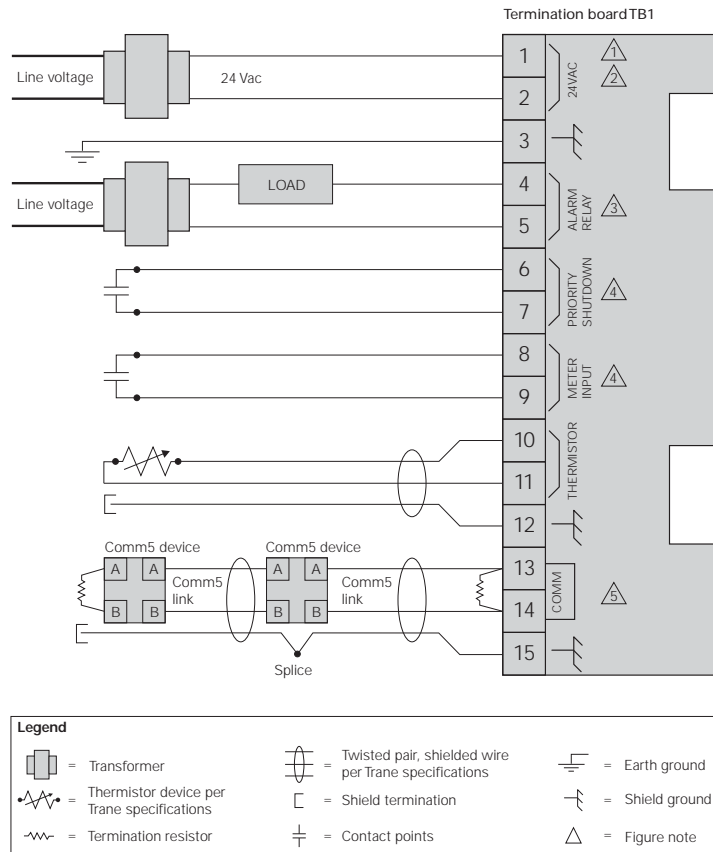 Termination board TB1
Line voltage
24 Vac
1
2
24VAC
1
2
3
Line voltage
LOAD
4
5
ALARM
RELAY
3
6
7
PRIORITY
SHUTDOWN
4
8
9
METER
INPUT
4
10
11
THERMISTOR
12
Comm5 device
Comm5 device
A A
B B
Comm5
link
A A
B B
Comm5
link
13
14
COMM
5
15
Splice
Legend
= Transformer
= Thermistor device per
Trane specifications
= Termination resistor
= Twisted pair, shielded wire
per Trane specifications
= Shield termination
= Contact points
= Earth ground
= Shield ground
= Figure note